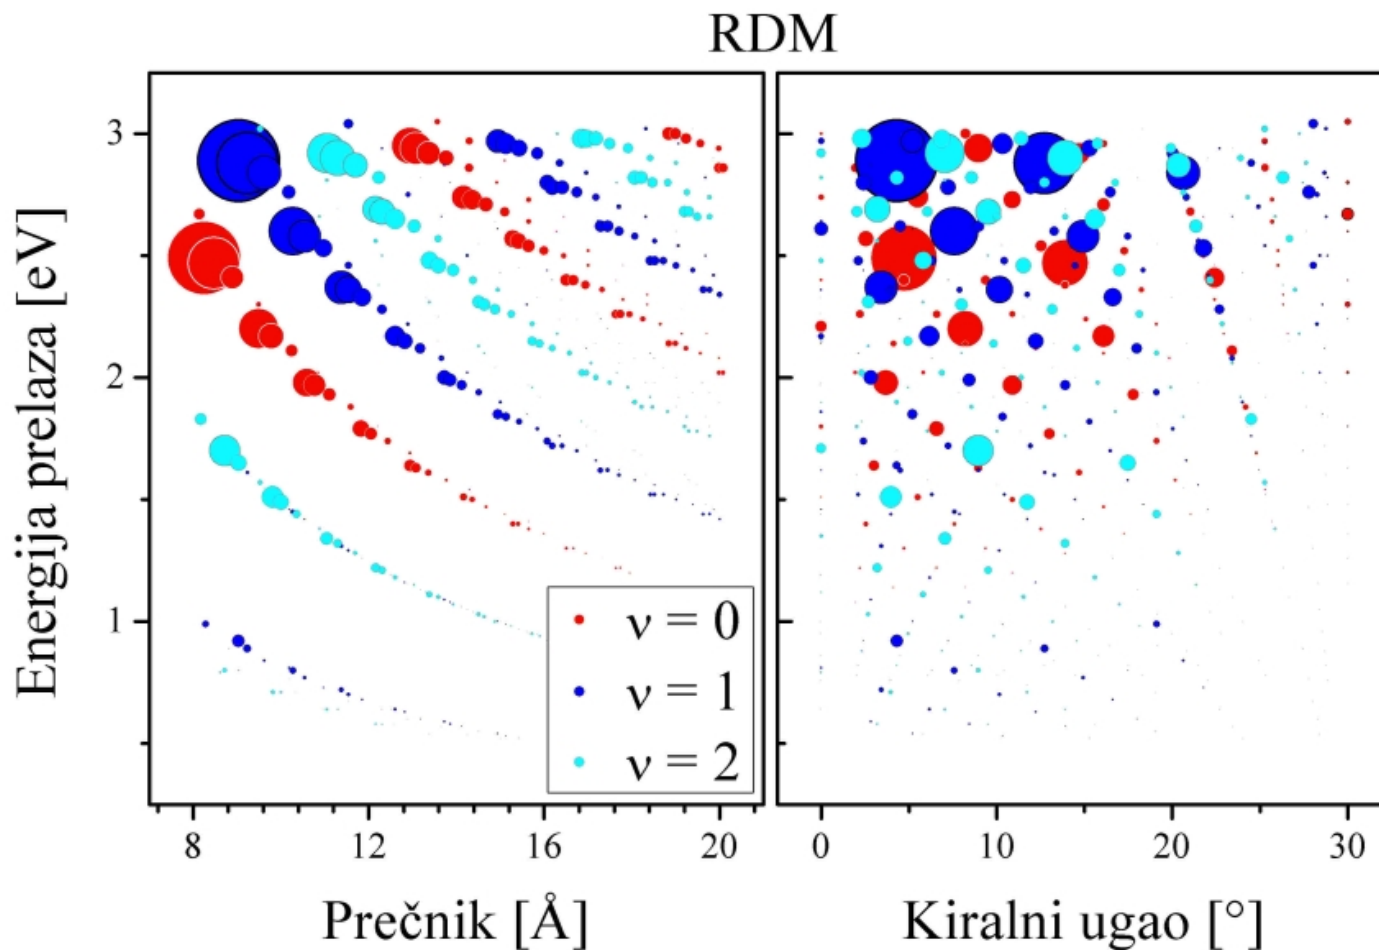 RDM
Energija prelaza [eV]
3
2
1
ν = 0
ν = 1
ν = 2
8 12 16 20
0 10 20 30
Prečnik [Å]
Kiralni ugao [°]